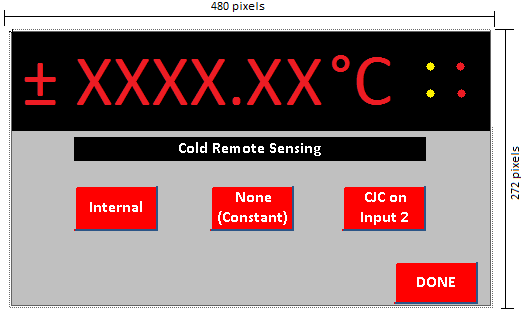 480 pixels
± XXXX.XX°C
Cold Remote Sensing
Internal
None
(Constant)
CJC on
Input 2
DONE
272 pixels